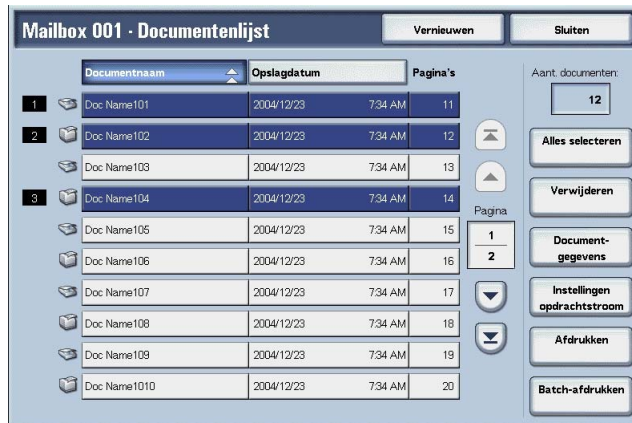 Mailbox 001 - Documentenlijst Vernieuwen Sluiten
Documentnaam Opslagdatum Pagina's Aant. documenten:
12
1 Doc Name101 2004/12/23 7:34 AM 11
2 Doc Name102 2004/12/23 7:34 AM 12
Alles selecteren
Doc Name103 2004/12/23 7:34 AM 13
3 Doc Name104 2004/12/23 7:34 AM 14
Verwijderen
Pagina
Doc Name105 2004/12/23 7:34 AM 15
1
2
Document-
gegevens
Doc Name106 2004/12/23 7:34 AM 16
Doc Name107 2004/12/23 7:34 AM 17
Instellingen
opdrachtstroom
Doc Name108 2004/12/23 7:34 AM 18
Afdrukken
Doc Name109 2004/12/23 7:34 AM 19
Doc Name1010 2004/12/23 7:34 AM 20
Batch-afdrukken